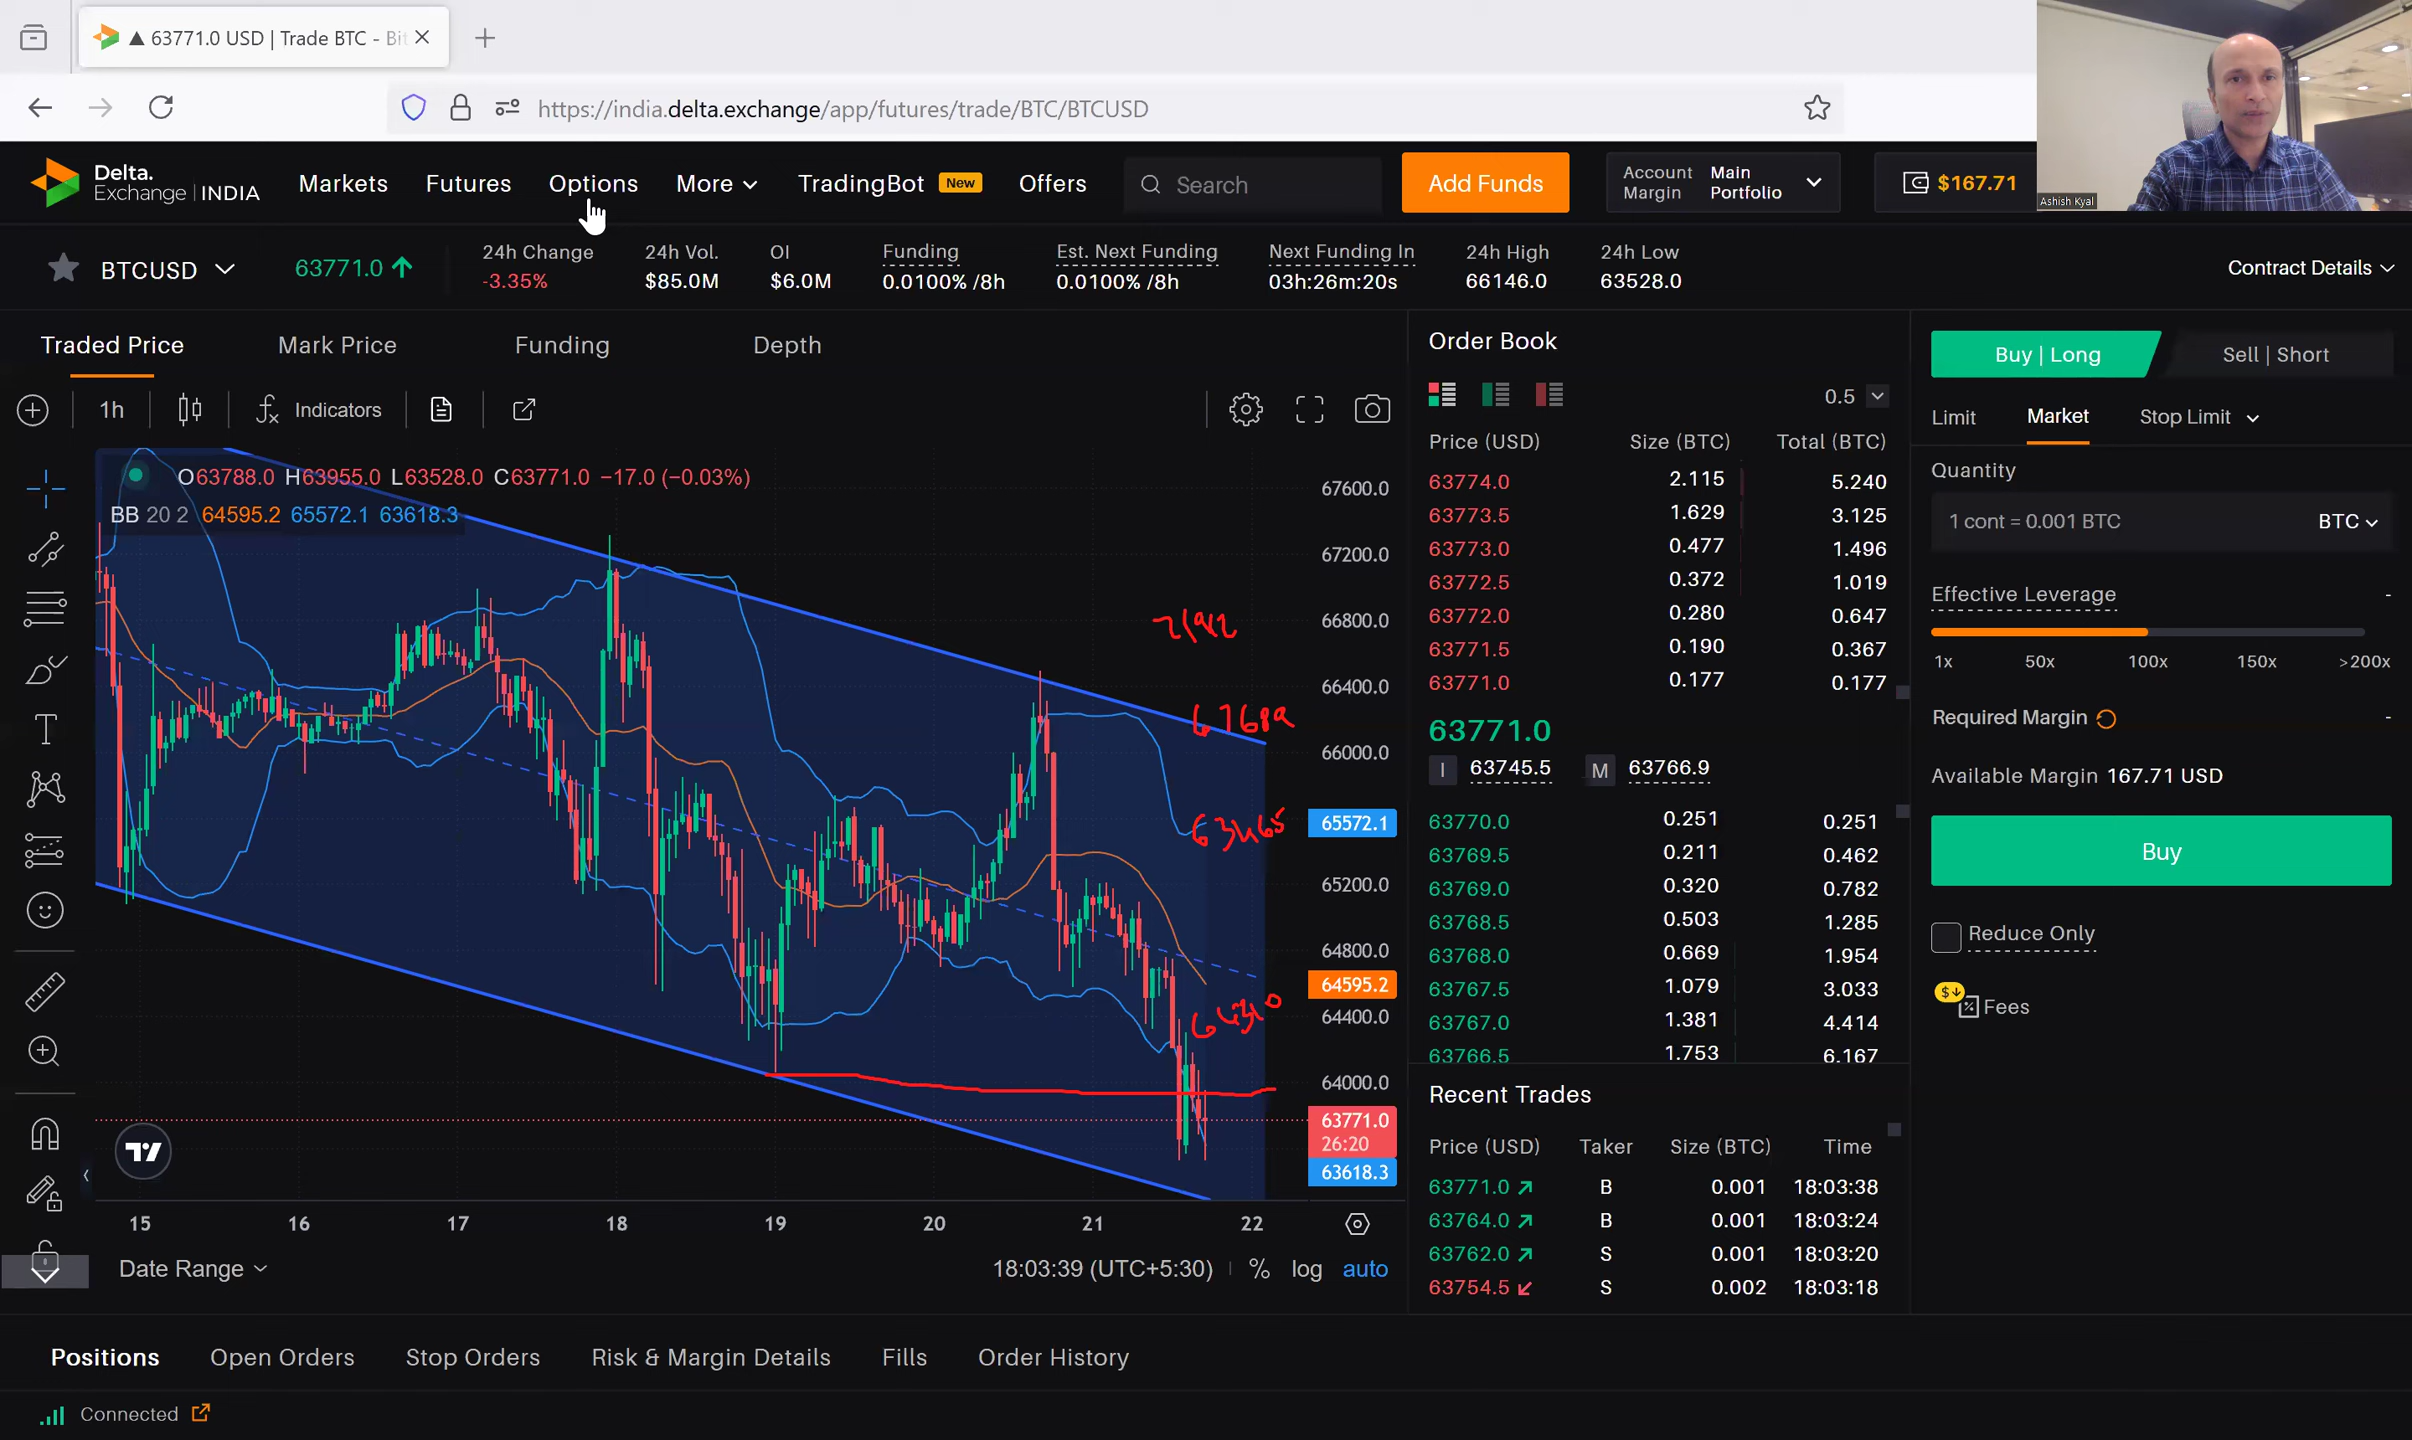 ▲ 63771.0 USD | Trade BTC - Bit
https://india.delta.exchange/app/futures/trade/BTC/BTCUSD
Ashish Kyal
Delta.
Exchange | INDIA
Markets
Futures
Options
More
TradingBot New
Offers
Search
Add Funds
Account Margin
Main Portfolio
$167.71
BTCUSD
63771.0
24h Change
-3.35%
24h Vol.
$85.0M
OI
$6.0M
Funding
0.0100% /8h
Est. Next Funding
0.0100% /8h
Next Funding In
03h:26m:20s
24h High
66146.0
24h Low
63528.0
Contract Details
Traded Price
Mark Price
Funding
Depth
1h
Indicators
O63788.0 H63955.0 L63528.0 C63771.0 −17.0 (−0.03%)
BB 20 2 64595.2 65572.1 63618.3
67600.0
67200.0
66800.0
66400.0
66000.0
65572.1
65200.0
64800.0
64595.2
64400.0
64000.0
63771.0
26:20
63618.3
63465
64310
15 16 17 18 19 20 21 22
Date Range
18:03:39 (UTC+5:30) % log auto
Order Book
0.5
Price (USD) Size (BTC) Total (BTC)
63774.0 2.115 5.240
63773.5 1.629 3.125
63773.0 0.477 1.496
63772.5 0.372 1.019
63772.0 0.280 0.647
63771.5 0.190 0.367
63771.0 0.177 0.177
63771.0
I 63745.5 M 63766.9
63770.0 0.251 0.251
63769.5 0.211 0.462
63769.0 0.320 0.782
63768.5 0.503 1.285
63768.0 0.669 1.954
63767.5 1.079 3.033
63767.0 1.381 4.414
63766.5 1.753 6.167
Recent Trades
Price (USD) Taker Size (BTC) Time
63771.0 B 0.001 18:03:38
63764.0 B 0.001 18:03:24
63762.0 S 0.001 18:03:20
63754.5 S 0.002 18:03:18
Buy | Long
Sell | Short
Limit
Market
Stop Limit
Quantity
1 cont = 0.001 BTC
BTC
Effective Leverage -
1x 50x 100x 150x >200x
Required Margin -
Available Margin 167.71 USD
Buy
Reduce Only
Fees
Positions
Open Orders
Stop Orders
Risk & Margin Details
Fills
Order History
Connected